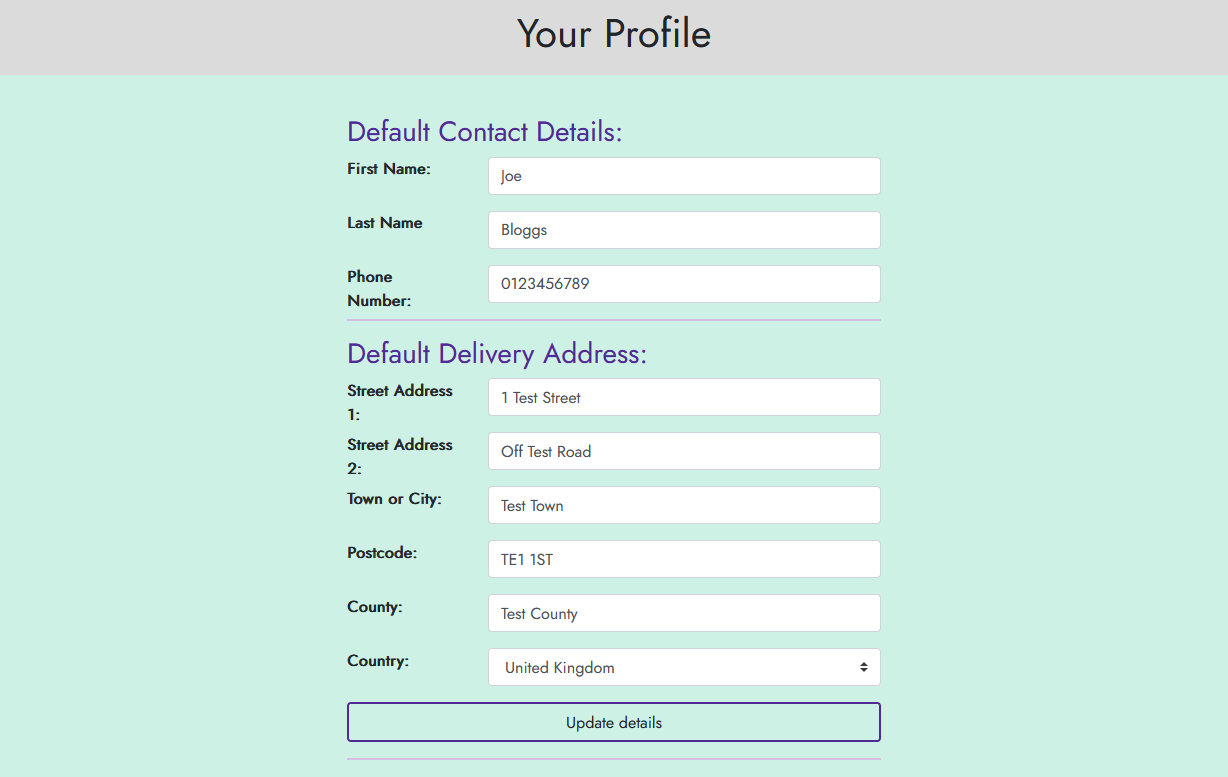 Your Profile
Default Contact Details:
First Name:
Joe
Last Name
Bloggs
Phone
Number:
0123456789
Default Delivery Address:
Street Address
1:
1 Test Street
Street Address
2:
Off Test Road
Town or City:
Test Town
Postcode:
TE1 1ST
County:
Test County
Country:
United Kingdom
Update details